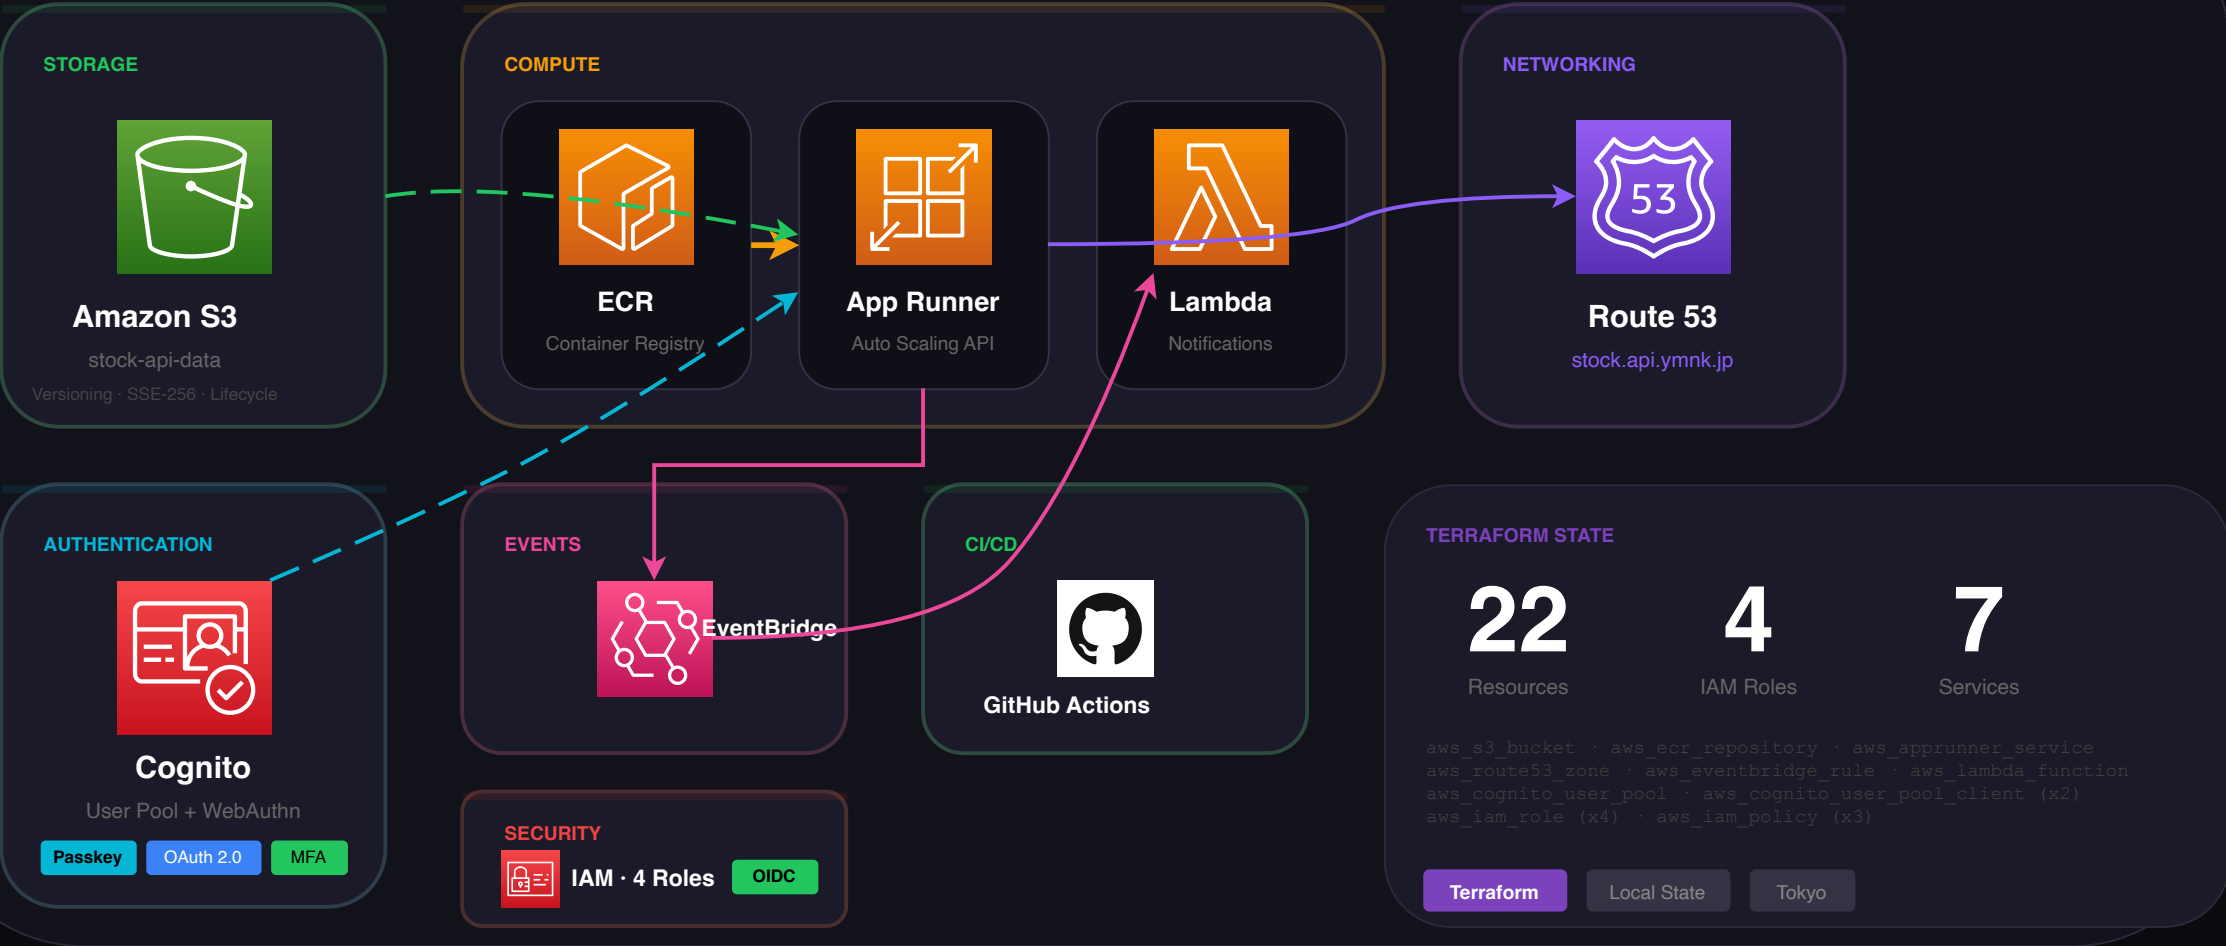 STORAGE
Amazon S3
stock-api-data
Versioning · SSE-256 · Lifecycle
COMPUTE
ECR
Container Registry
App Runner
Auto Scaling API
Lambda
Notifications
NETWORKING
53
Route 53
stock.api.ymnk.jp
AUTHENTICATION
Cognito
User Pool + WebAuthn
Passkey
OAuth 2.0
MFA
EVENTS
EventBridge
CI/CD
GitHub Actions
SECURITY
IAM · 4 Roles
OIDC
TERRAFORM STATE
22
Resources
4
IAM Roles
7
Services
aws_s3_bucket · aws_ecr_repository · aws_apprunner_service
aws_route53_zone · aws_eventbridge_rule · aws_lambda_function
aws_cognito_user_pool · aws_cognito_user_pool_client (x2)
aws_iam_role (x4) · aws_iam_policy (x3)
Terraform
Local State
Tokyo